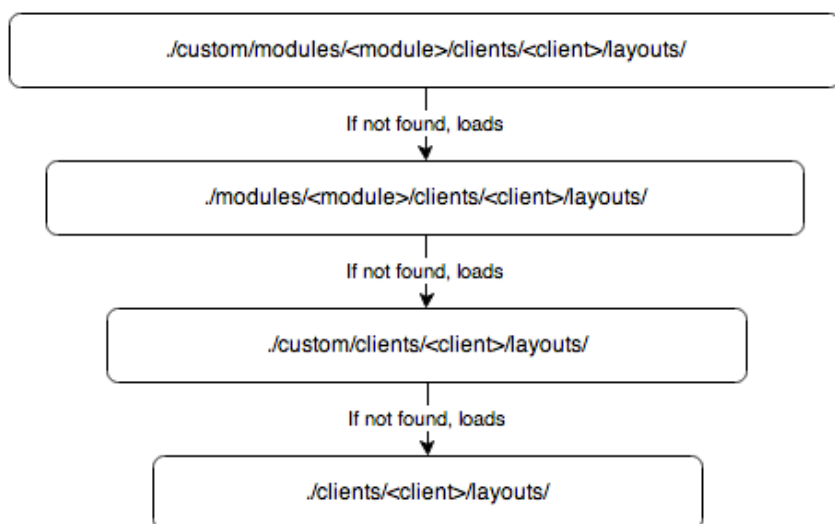 ./custom/modules/<module>/clients/<client>/layouts/
If not found, loads
./modules/<module>/clients/<client>/layouts/
If not found, loads
./custom/clients/<client>/layouts/
If not found, loads
./clients/<client>/layouts/